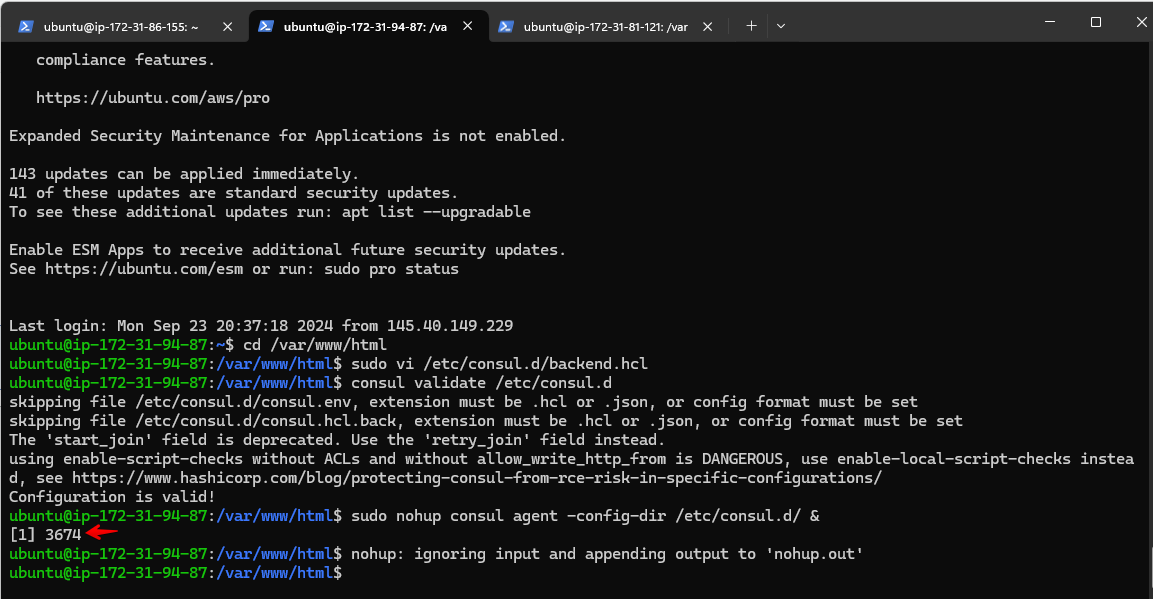 ubuntu@ip-172-31-86-155: ~
ubuntu@ip-172-31-94-87: /va
ubuntu@ip-172-31-81-121: /var
compliance features.
https://ubuntu.com/aws/pro
Expanded Security Maintenance for Applications is not enabled.
143 updates can be applied immediately.
41 of these updates are standard security updates.
To see these additional updates run: apt list --upgradable
Enable ESM Apps to receive additional future security updates.
See https://ubuntu.com/esm or run: sudo pro status
Last login: Mon Sep 23 20:37:18 2024 from 145.40.149.229
ubuntu@ip-172-31-94-87:~$ cd /var/www/html
ubuntu@ip-172-31-94-87:/var/www/html$ sudo vi /etc/consul.d/backend.hcl
ubuntu@ip-172-31-94-87:/var/www/html$ consul validate /etc/consul.d
skipping file /etc/consul.d/consul.env, extension must be .hcl or .json, or config format must be set
skipping file /etc/consul.d/consul.hcl.back, extension must be .hcl or .json, or config format must be set
The 'start_join' field is deprecated. Use the 'retry_join' field instead.
using enable-script-checks without ACLs and without allow_write_http_from is DANGEROUS, use enable-local-script-checks instea
d, see https://www.hashicorp.com/blog/protecting-consul-from-rce-risk-in-specific-configurations/
Configuration is valid!
ubuntu@ip-172-31-94-87:/var/www/html$ sudo nohup consul agent -config-dir /etc/consul.d/ &
[1] 3674
ubuntu@ip-172-31-94-87:/var/www/html$ nohup: ignoring input and appending output to 'nohup.out'
ubuntu@ip-172-31-94-87:/var/www/html$